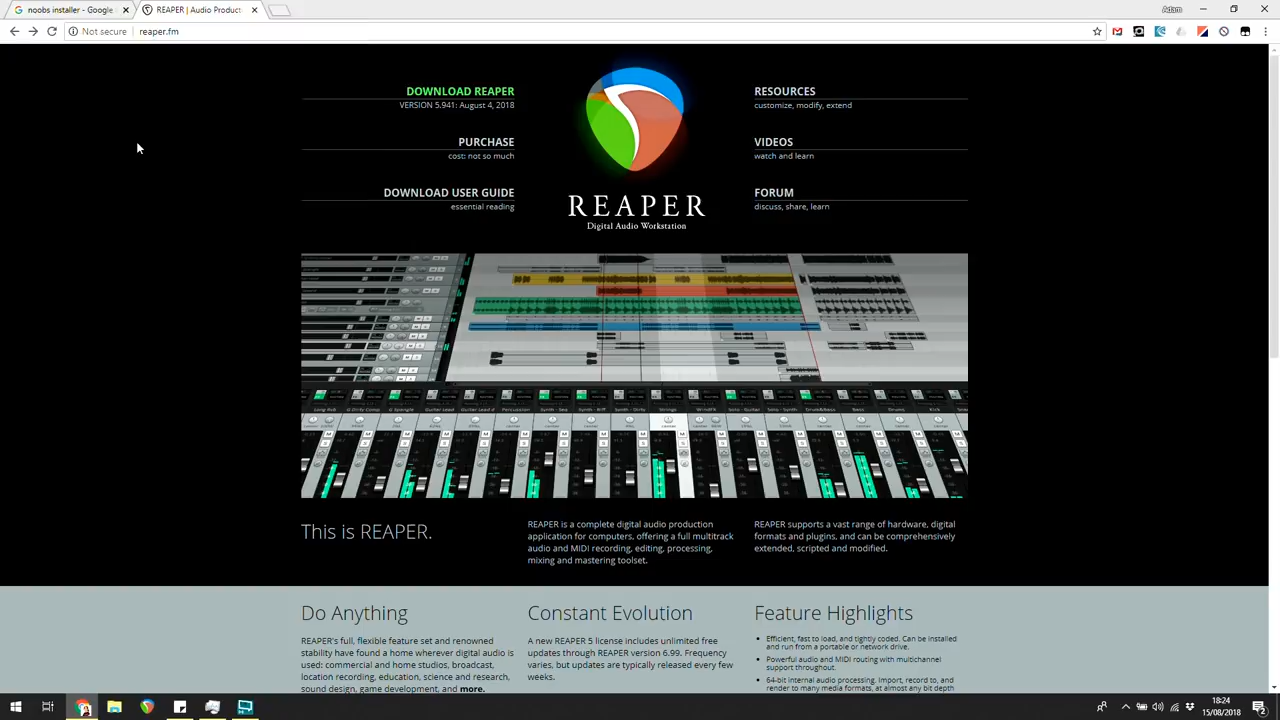 noobs installer - Google
REAPER | Audio Product
Adam
Not secure
reaper.fm
DOWNLOAD REAPER
VERSION 5.941: August 4, 2018
PURCHASE
cost: not so much
DOWNLOAD USER GUIDE
essential reading
REAPER
Digital Audio Workstation
RESOURCES
customize, modify, extend
VIDEOS
watch and learn
FORUM
discuss, share, learn
This is REAPER.
REAPER is a complete digital audio production
application for computers, offering a full multitrack
audio and MIDI recording, editing, processing,
mixing and mastering toolset.
REAPER supports a vast range of hardware, digital
formats and plugins, and can be comprehensively
extended, scripted and modified.
Do Anything
REAPER's full, flexible feature set and renowned
stability have found a home wherever digital audio is
used: commercial and home studios, broadcast,
location recording, education, science and research,
sound design, game development, and more.
Constant Evolution
A new REAPER 5 license includes unlimited free
updates through REAPER version 6.99. Frequency
varies, but updates are typically released every few
weeks.
Feature Highlights
• Efficient, fast to load, and tightly coded. Can be installed
and run from a portable or network drive.
• Powerful audio and MIDI routing with multichannel
support throughout.
• 64-bit internal audio processing. Import, record to, and
render to many media formats, at almost any bit depth
18:24
15/08/2018
2